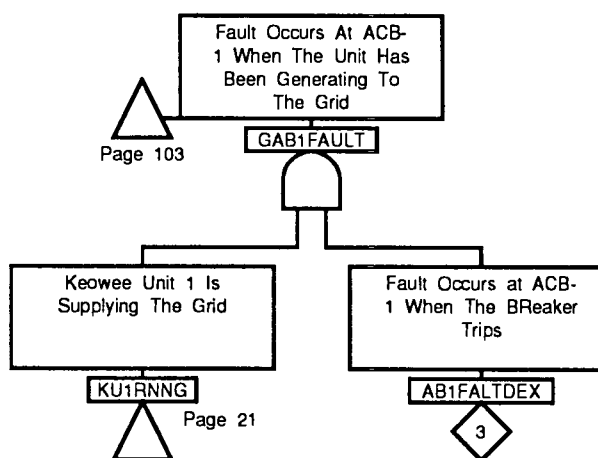 Fault Occurs At ACB-
1 When The Unit Has
Been Generating To
The Grid
Page 103
GAB1FAULT
Keowee Unit 1 Is
Supplying The Grid
Fault Occurs at ACB-
1 When The BReaker
Trips
KU1RNNG
AB1FALTDEX
Page 21
3